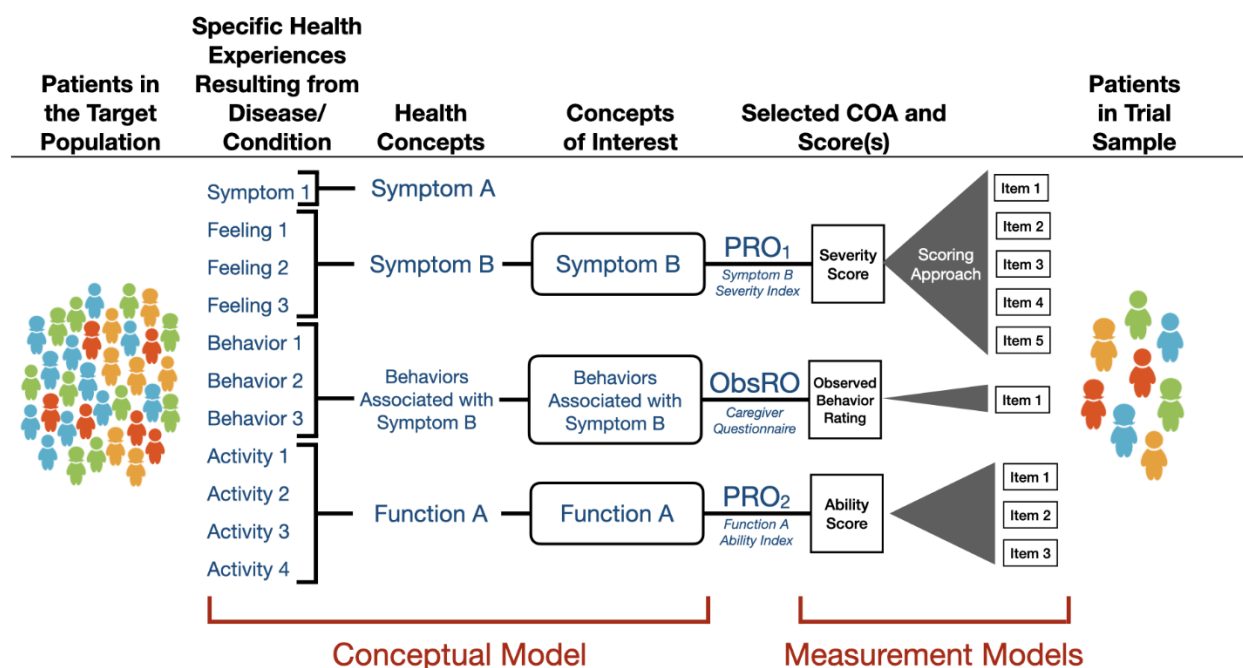 Patients in
the Target
Population
Specific Health
Experiences
Resulting from
Disease/
Condition
Health
Concepts
Concepts
of Interest
Selected COA and
Score(s)
Patients
in Trial
Sample
Symptom 1
Feeling 1
Feeling 2
Feeling 3
Behavior 1
Behavior 2
Behavior 3
Activity 1
Activity 2
Activity 3
Activity 4
Symptom A
Symptom B
Behaviors
Associated with
Symptom B
Function A
Symptom B
Behaviors
Associated with
Symptom B
Function A
PRO₁
Symptom B
Severity Index
ObsRO
Caregiver
Questionnaire
PRO₂
Function A
Ability Index
Severity
Score
Observed
Behavior
Rating
Ability
Score
Scoring
Approach
Item 1
Item 2
Item 3
Item 4
Item 5
Item 1
Item 1
Item 2
Item 3
Conceptual Model
Measurement Models